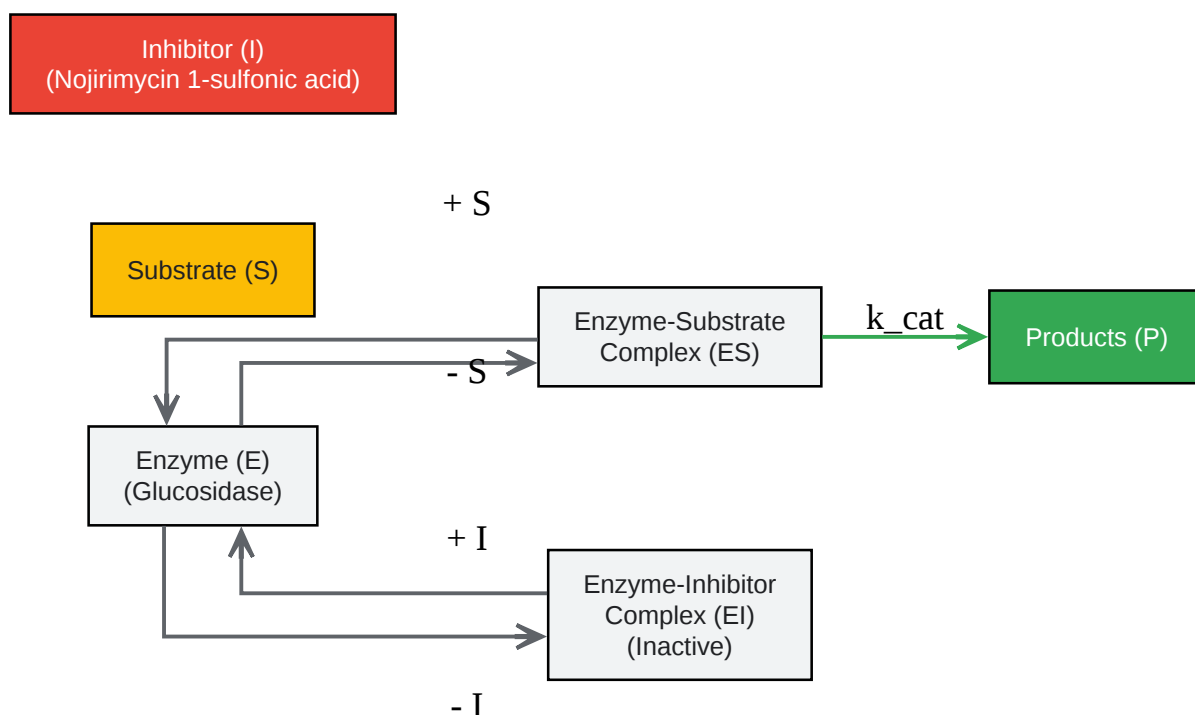 Inhibitor (I)
(Nojirimycin 1-sulfonic acid)
+ S
Substrate (S)
Enzyme-Substrate
Complex (ES)
k_cat
Products (P)
- S
Enzyme (E)
(Glucosidase)
+ I
Enzyme-Inhibitor
Complex (EI)
(Inactive)
- I